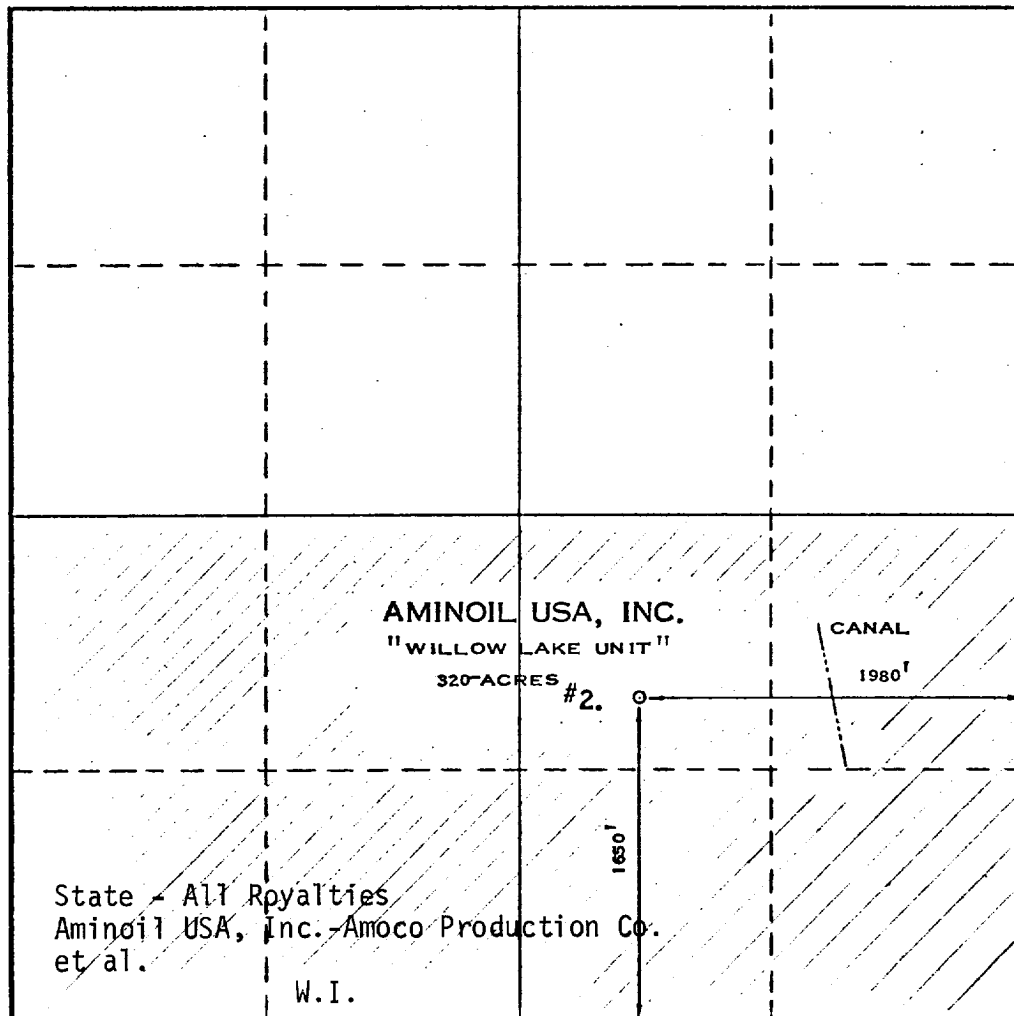 AMINOIL USA, INC.
"WILLOW LAKE UNIT"
320-ACRES
#2.
CANAL
1980'
1650'
State - All Royalties
Aminoil USA, Inc.-Amoco Production Co.
et al.
W.I.